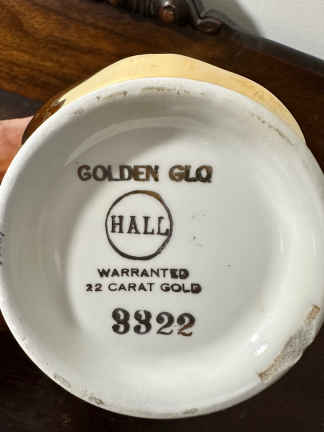 GOLDEN GLO
HALL
WARRANTED
22 CARAT GOLD
3322